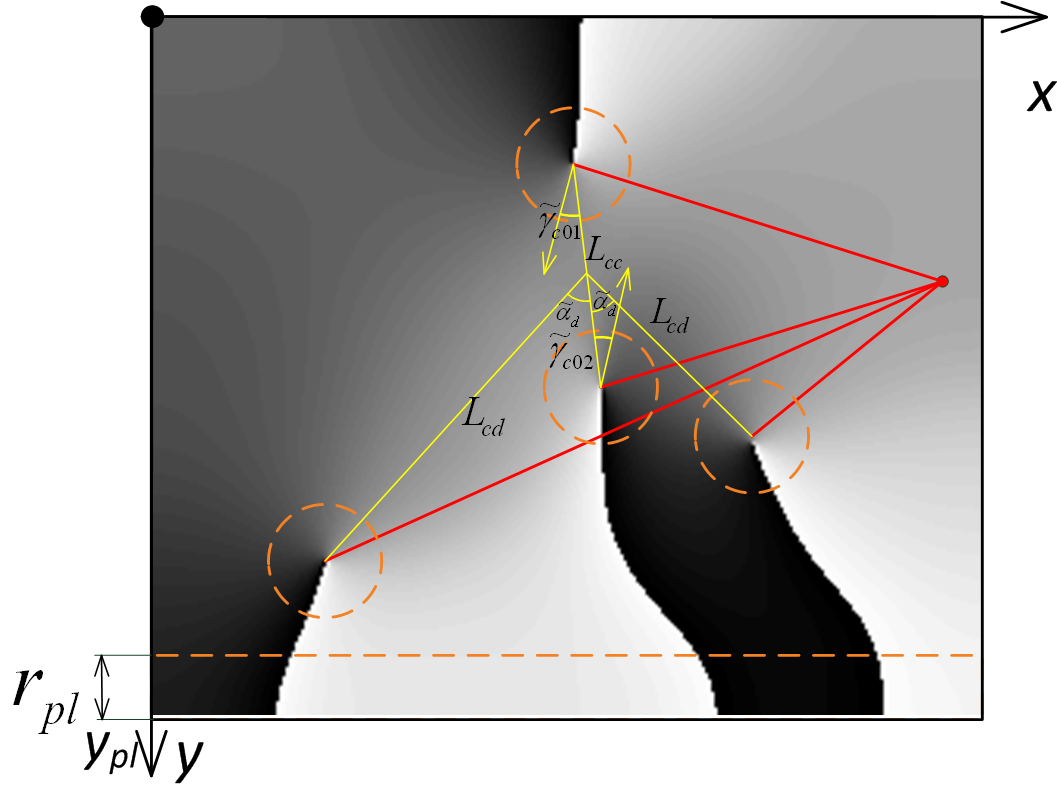 x
γ̃c01
Lcc
α̃d
α̃d
Lcd
γ̃c02
Lcd
rpl
ypl
y